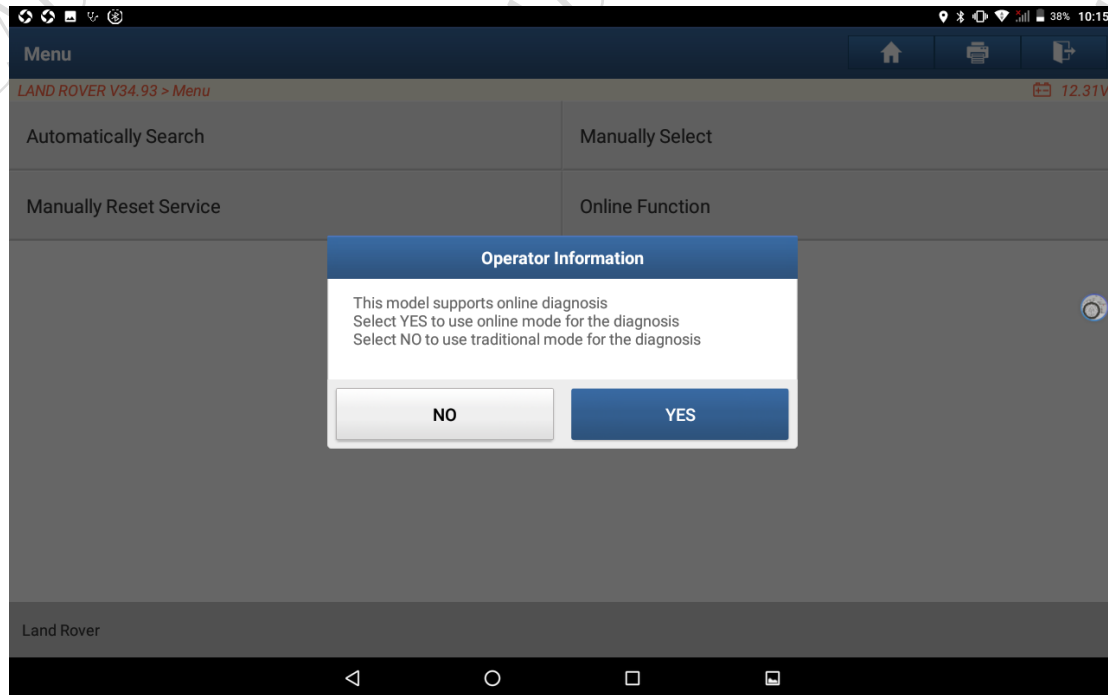 38% 10:15
Menu
LAND ROVER V34.93 > Menu
12.31V
Automatically Search
Manually Select
Manually Reset Service
Online Function
Operator Information
This model supports online diagnosis
Select YES to use online mode for the diagnosis
Select NO to use traditional mode for the diagnosis
NO
YES
Land Rover